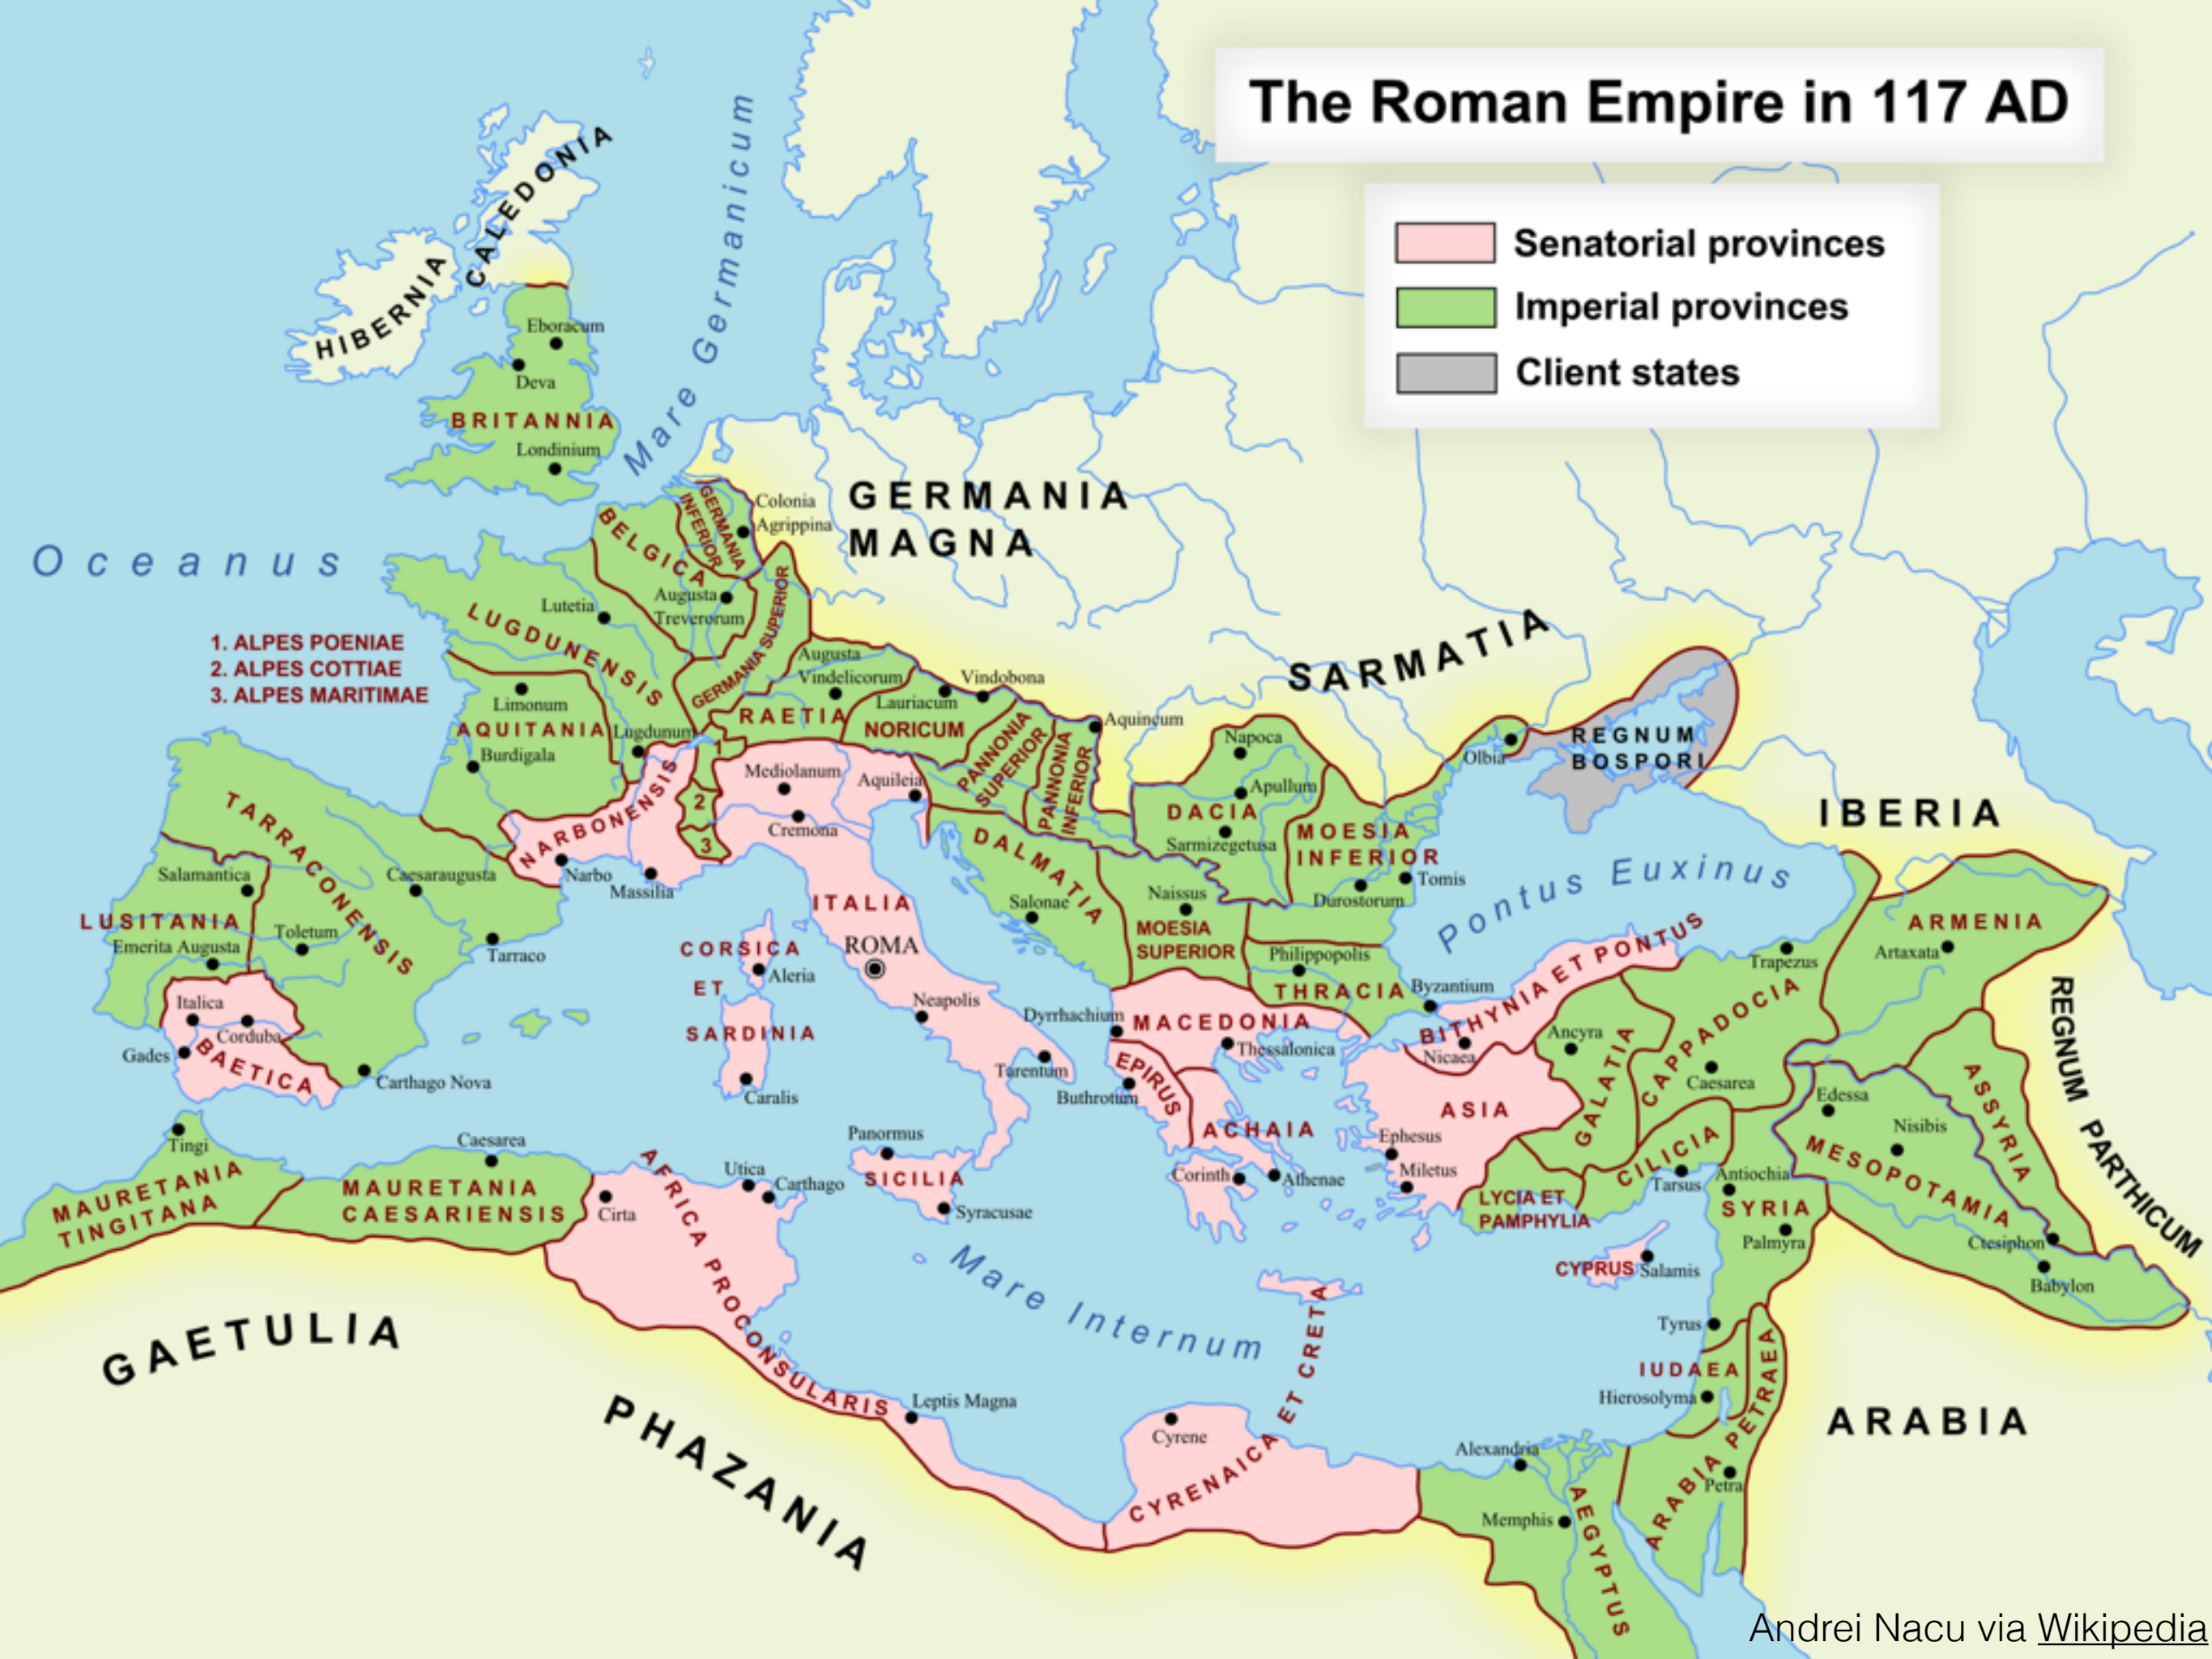 The Roman Empire in 117 AD
Senatorial provinces
Imperial provinces
Client states
CALEDONIA
HIBERNIA
Mare Germanicum
Eboracum
Deva
BRITANNIA
Londinium
Oceanus
GERMANIA
MAGNA
GERMANIA
INFERIOR
Colonia
Agrippina
BELGICA
Augusta
Treverorum
Lutetia
LUGDUNENSIS
GERMANIA SUPERIOR
1. ALPES POENIAE
2. ALPES COTTIAE
3. ALPES MARITIMAE
Limonum
AQUITANIA
Burdigala
Lugdunum
Augusta
Vindelicorum
RAETIA
Lauriacum
NORICUM
Vindobona
PANNONIA
SUPERIOR
PANNONIA
INFERIOR
Aquincum
SARMATIA
Napoca
Apullum
DACIA
Sarmizegetusa
MOESIA
INFERIOR
Olbia
REGNUM
BOSPORI
IBERIA
Tomis
Durostorum
Pontus Euxinus
1
2
3
NARBONENSIS
Narbo
Massilia
Mediolanum
Cremona
Aquileia
ITALIA
ROMA
Neapolis
Tarentum
DALMATIA
Salonae
Naissus
MOESIA
SUPERIOR
Philippopolis
THRACIA
Byzantium
TARRACONENSIS
Salamantica
Caesaraugusta
LUSITANIA
Emerita Augusta
Toletum
Tarraco
Italica
Corduba
Gades
BAETICA
Carthago Nova
CORSICA
ET
SARDINIA
Aleria
Caralis
Dyrrhachium
MACEDONIA
Thessalonica
EPIRUS
Buthrotum
ACHAIA
Corinth
Athenae
BITHYNIA ET PONTUS
Nicaea
Trapezus
ARMENIA
Artaxata
REGNUM PARTHICUM
Ancyra
GALATIA
CAPPADOCIA
Caesarea
ASIA
Ephesus
Miletus
LYCIA ET
PAMPHYLIA
CILICIA
Tarsus
Antiochia
SYRIA
Palmyra
Edessa
Nisibis
MESOPOTAMIA
ASSYRIA
Ctesiphon
Babylon
CYPRUS
Salamis
Tingi
MAURETANIA
TINGITANA
Caesarea
MAURETANIA
CAESARIENSIS
Cirta
Utica
Carthago
AFRICA PROCONSULARIS
Panormus
SICILIA
Syracusae
Mare Internum
GAETULIA
PHAZANIA
Leptis Magna
Cyrene
CYRENAICA ET CRETA
Tyrus
IUDAEA
Hierosolyma
ARABIA PETRAEA
Petra
ARABIA
Alexandria
Memphis
AEGYPTUS
Andrei Nacu via Wikipedia